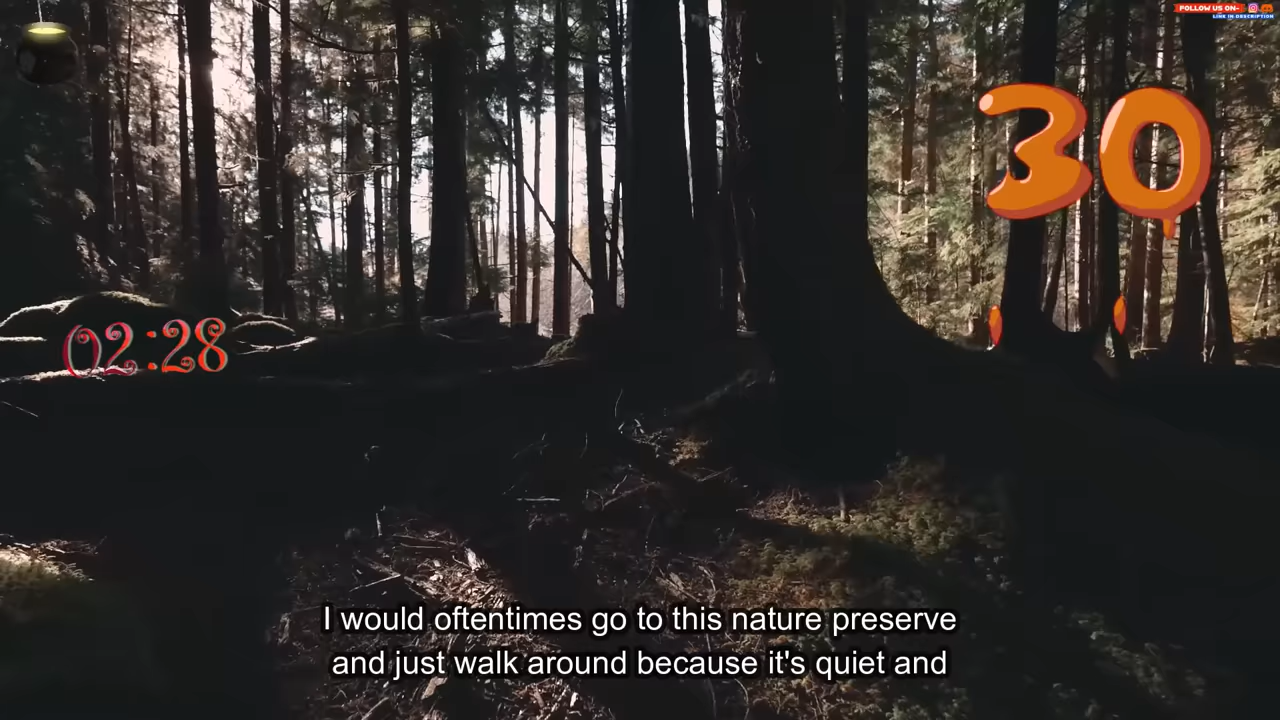 FOLLOW US ON-
LINK IN DESCRIPTION
30
02:28
I would oftentimes go to this nature preserve
and just walk around because it's quiet and